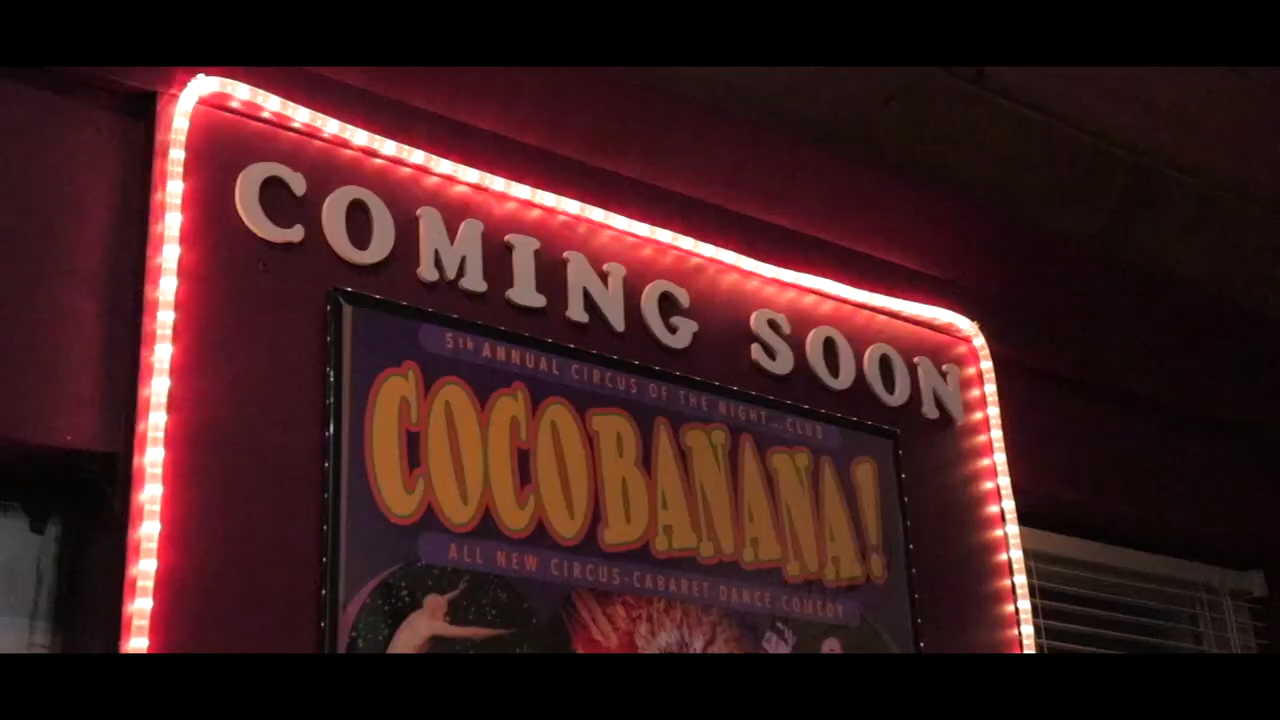 COMING SOON
5th ANNUAL CIRCUS OF THE NIGHT...CLUB
COCOBANANA!
ALL NEW CIRCUS-CABARET-DANCE-COMEDY